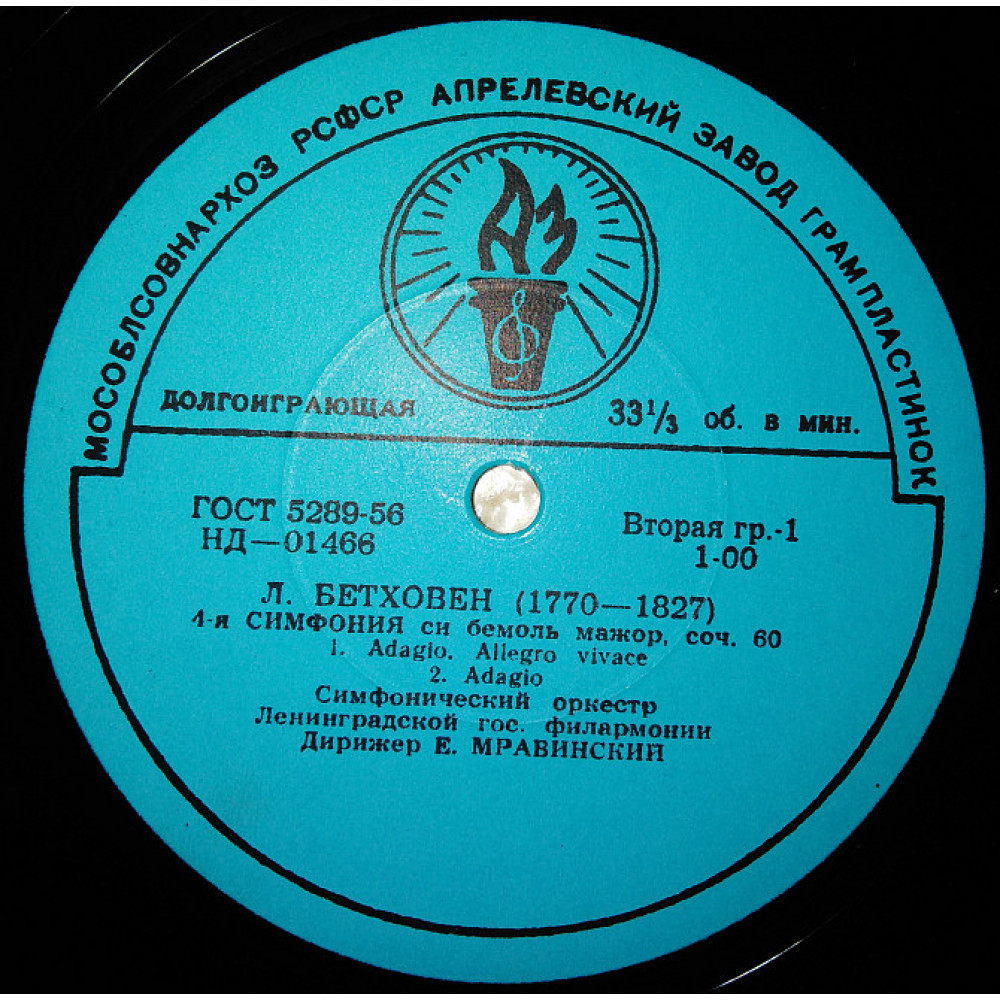 МОСОБЛСОВНАРХОЗ РСФСР АПРЕЛЕВСКИЙ ЗАВОД ГРАМПЛАСТИНОК
АЗ
ДОЛГОИГРАЮЩАЯ 33⅓ об. в мин.
ГОСТ 5289-56 Вторая гр.-1
НД—01466 1-00
Л. БЕТХОВЕН (1770—1827)
4-я СИМФОНИЯ си бемоль мажор, соч. 60
1. Adagio. Allegro vivace
2. Adagio
Симфонический оркестр
Ленинградской гос. филармонии
Дирижер Е. МРАВИНСКИЙ